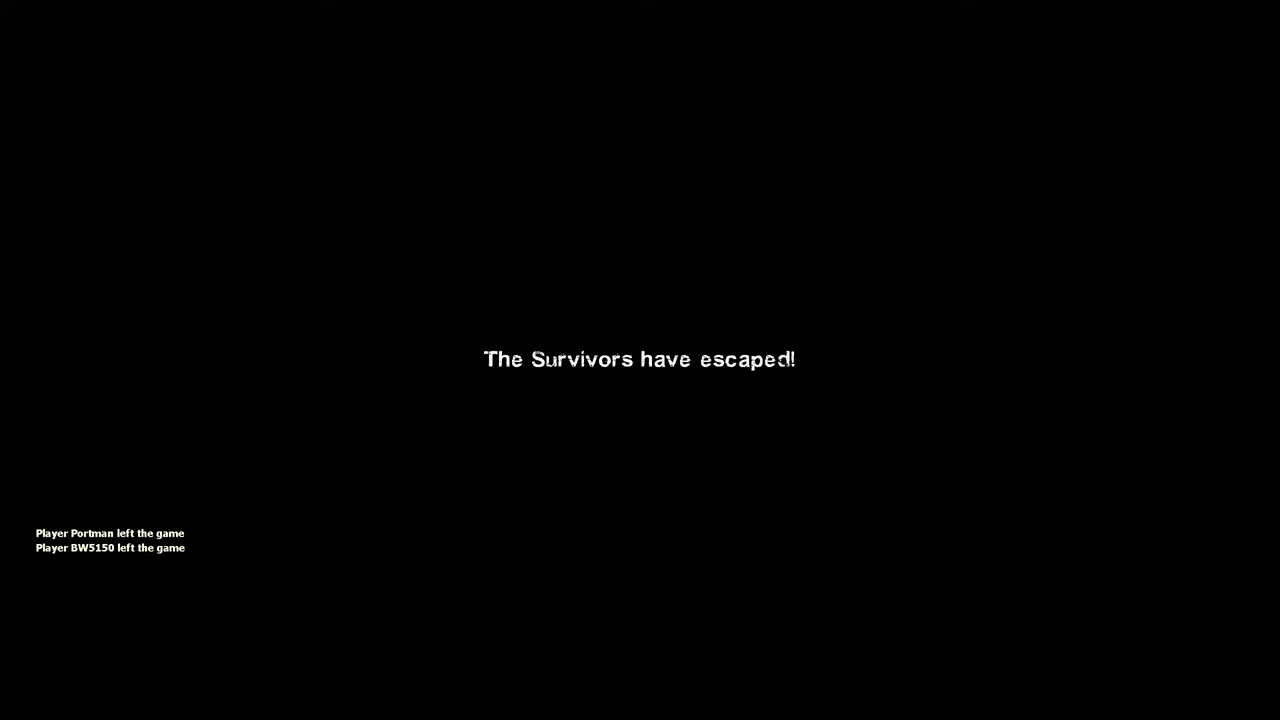 The Survivors have escaped!
Player Portman left the game
Player BW5150 left the game